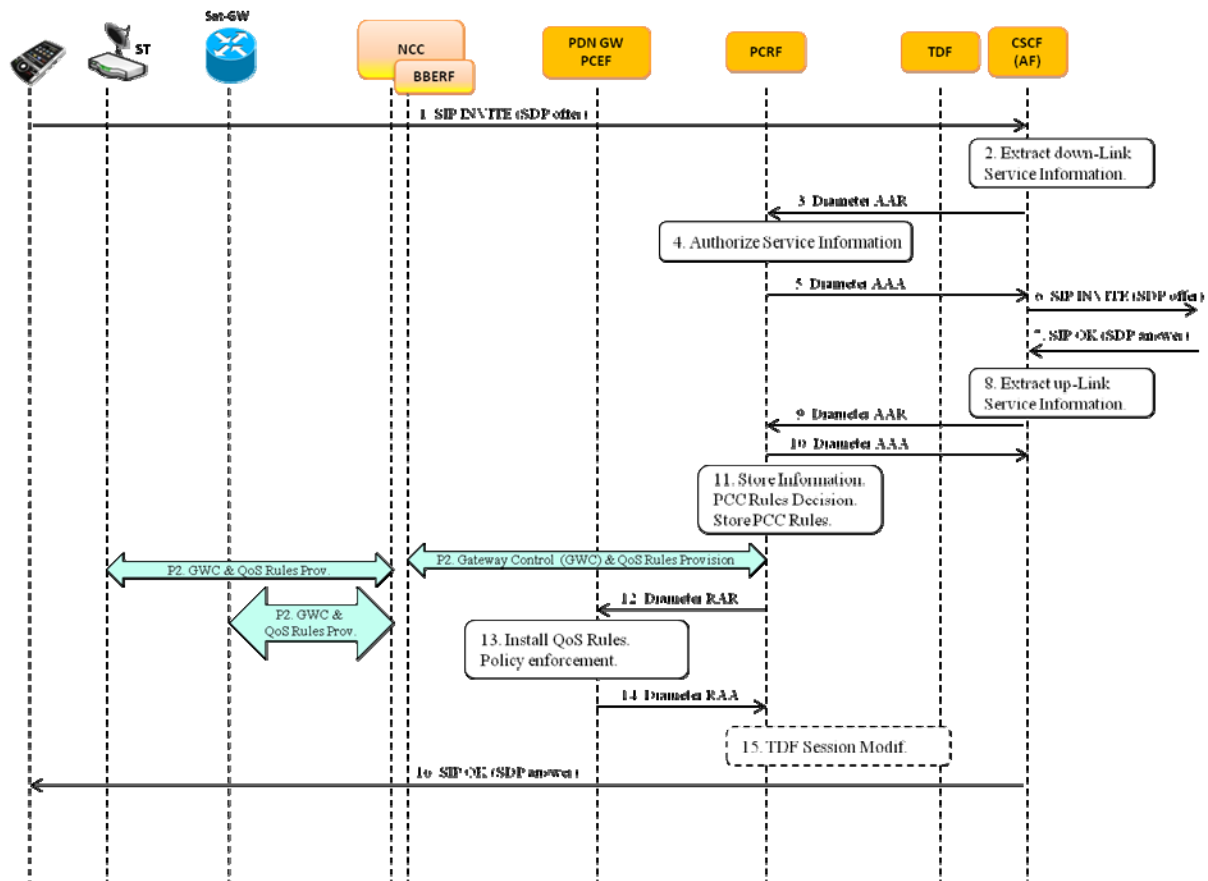 Sat-GW
ST
NCC
BBERF
PDN GW
PCEF
PCRF
TDF
CSCF
(AF)
1 SIP INVITE (SDP offer)
2. Extract down-Link
Service Information.
3 Diameter AAR
4. Authorize Service Information
5 Diameter AAA
6 SIP INVITE (SDP offer)
7. SIP OK (SDP answer)
8. Extract up-Link
Service Information.
9 Diameter AAR
10 Diameter AAA
11. Store Information.
PCC Rules Decision.
Store PCC Rules.
P2. Gateway Control (GWC) & QoS Rules Provision
P2. GWC & QoS Rules Prov.
12 Diameter RAR
P2. GWC &
QoS Rules Prov.
13. Install QoS Rules.
Policy enforcement.
14 Diameter RAA
15. TDF Session Modif.
16 SIP OK (SDP answer)